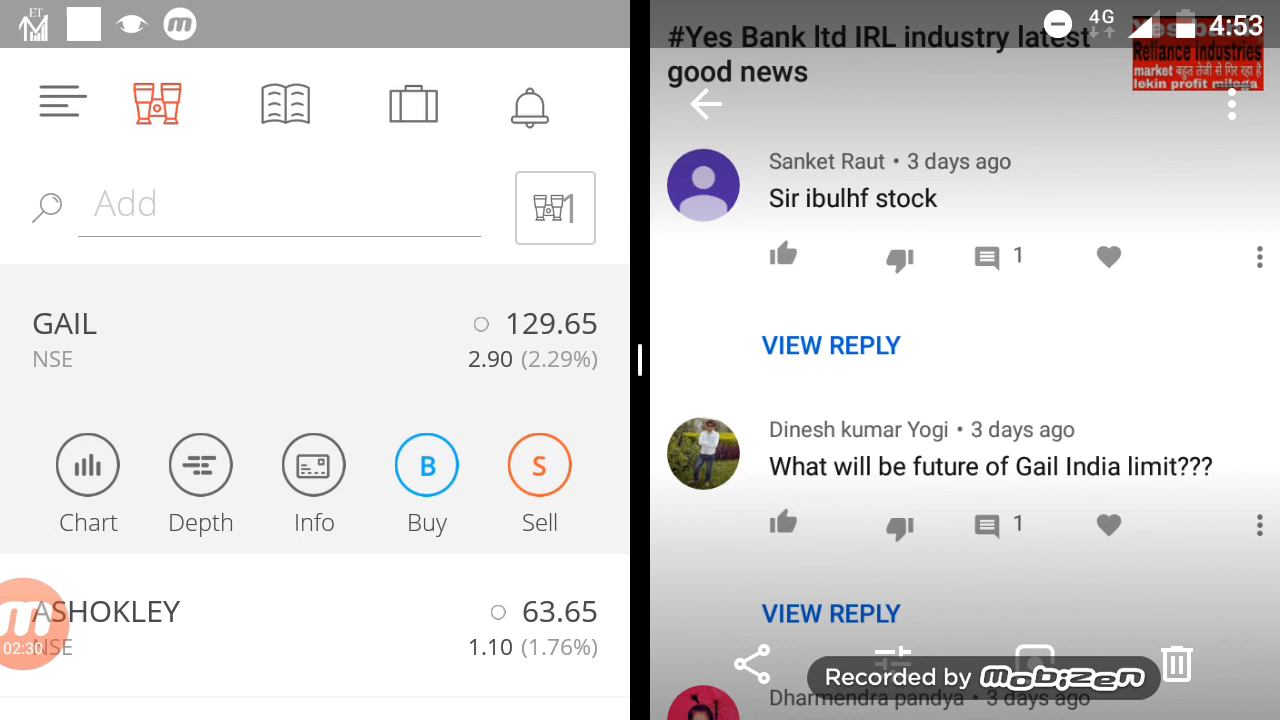 ET
M
m
Add
1
GAIL
129.65
NSE
2.90 (2.29%)
B
S
Chart
Depth
Info
Buy
Sell
ASHOKLEY
63.65
NSE
1.10 (1.76%)
m
02:30
4G
4:53
#Yes Bank ltd IRL industry latest
good news
Yes bank
Reliance industries
market बहुत तेजी से गिर रहा है
lekin profit milega
Sanket Raut • 3 days ago
Sir ibulhf stock
1
VIEW REPLY
Dinesh kumar Yogi • 3 days ago
What will be future of Gail India limit???
1
VIEW REPLY
Recorded by mobizen
Dharmendra pandya • 3 days ago